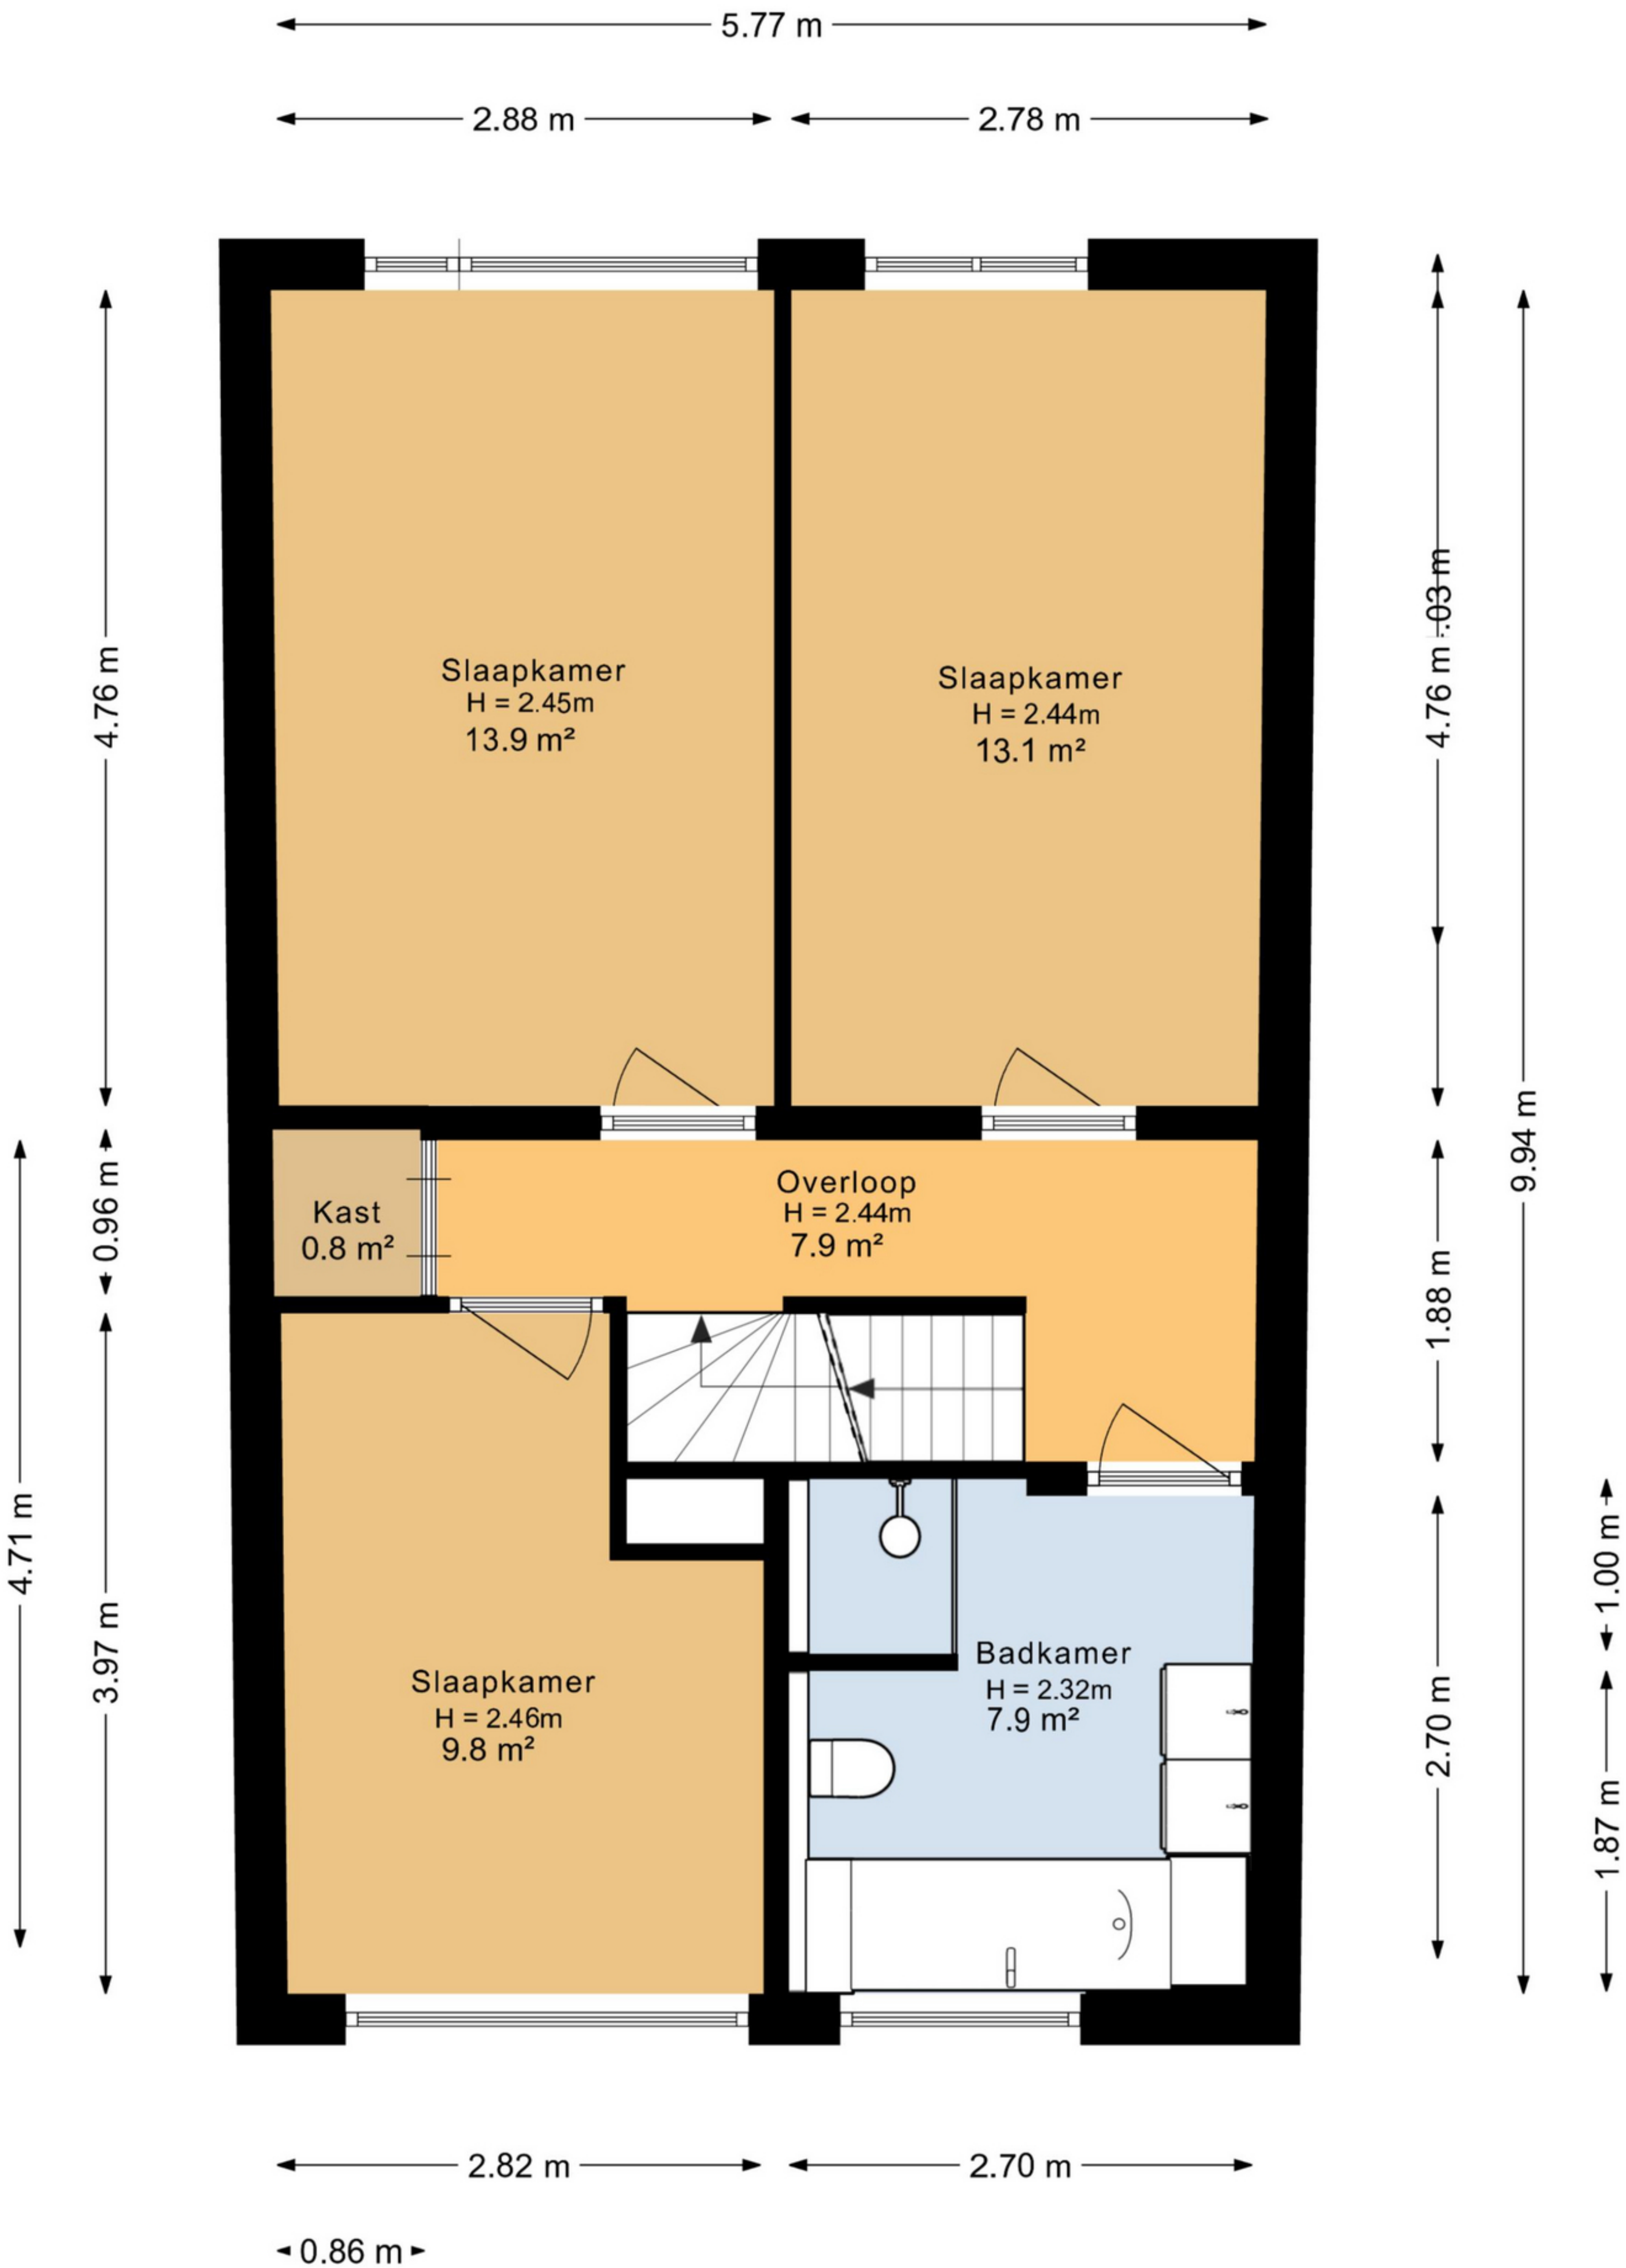 5.77 m
2.88 m
2.78 m
Slaapkamer
H = 2.45m
13.9 m²
Slaapkamer
H = 2.44m
13.1 m²
4.76 m
.03 m
4.76 m
Overloop
H = 2.44m
7.9 m²
Kast
0.8 m²
0.96 m
9.94 m
1.88 m
4.71 m
3.97 m
Slaapkamer
H = 2.46m
9.8 m²
Badkamer
H = 2.32m
7.9 m²
1.00 m
2.70 m
1.87 m
2.82 m
2.70 m
0.86 m